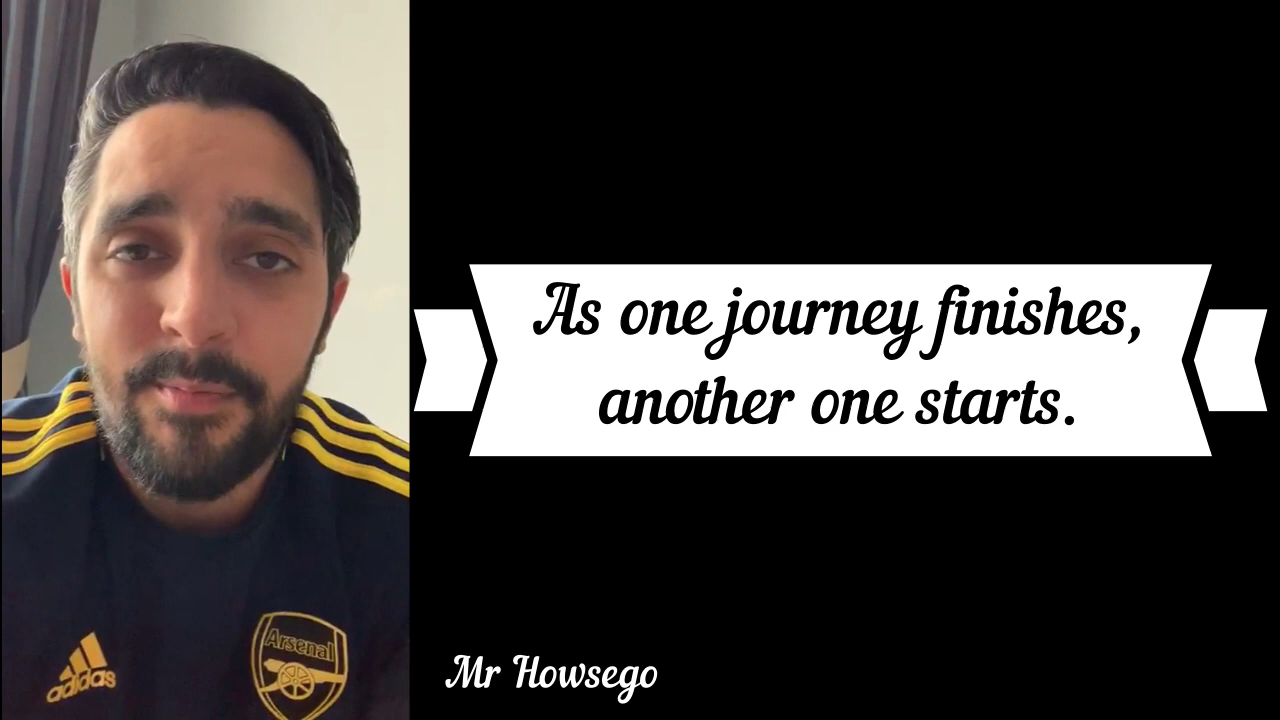 As one journey finishes,
another one starts.
Arsenal
adidas
Mr Howsego